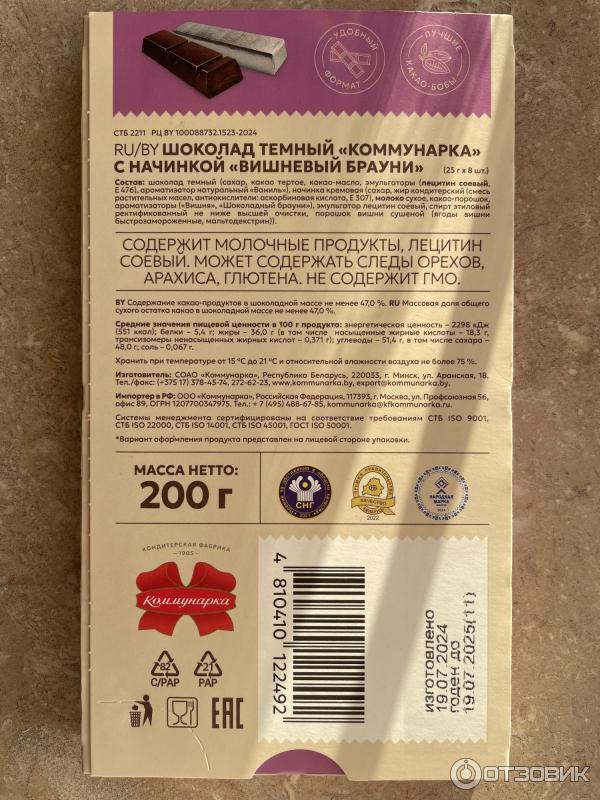 УДОБНЫЙ ФОРМАТ
ЛУЧШИЕ КАКАО-БОБЫ
СТБ 2211 РЦ BY 100088732.1523-2024
RU/BY ШОКОЛАД ТЕМНЫЙ «КОММУНАРКА»
С НАЧИНКОЙ «ВИШНЕВЫЙ БРАУНИ» (25 г х 8 шт.)
Состав: шоколад темный (сахар, какао тертое, какао-масло, эмульгаторы (лецитин соевый,
Е 476), ароматизатор натуральный «Ваниль»), начинка кремовая (сахар, жир кондитерский (смесь
растительных масел, антиокислители: аскорбиновая кислота, Е 307), молоко сухое, какао-порошок,
ароматизаторы («Вишня», «Шоколадный брауни»), эмульгатор лецитин соевый, спирт этиловый
ректификованный не ниже высшей очистки, порошок вишни сушеной (ягоды вишни
быстрозамороженные, мальтодекстрин)).
СОДЕРЖИТ МОЛОЧНЫЕ ПРОДУКТЫ, ЛЕЦИТИН
СОЕВЫЙ. МОЖЕТ СОДЕРЖАТЬ СЛЕДЫ ОРЕХОВ,
АРАХИСА, ГЛЮТЕНА. НЕ СОДЕРЖИТ ГМО.
BY Содержание какао-продуктов в шоколадной массе не менее 47,0 %. RU Массовая доля общего
сухого остатка какао в шоколадной массе не менее 47,0 %.
Средние значения пищевой ценности в 100 г продукта: энергетическая ценность – 2298 кДж
(551 ккал); белки – 5,4 г; жиры – 36,0 г (в том числе насыщенные жирные кислоты – 18,3 г,
трансизомеры ненасыщенных жирных кислот – 0,371 г); углеводы – 51,4 г, в том числе сахара –
48,0 г; соль – 0,067 г.
Хранить при температуре от 15 °С до 21 °С и относительной влажности воздуха не более 75 %.
Изготовитель: СОАО «Коммунарка», Республика Беларусь, 220033, г. Минск, ул. Аранская, 18.
Тел./факс: (+375 17) 378-45-74, 272-62-23, www.kommunarka.by, export@kommunarka.by.
Импортер в РФ: ООО «Коммунарка», Российская Федерация, 117393, г. Москва, ул. Профсоюзная 56,
офис 89, ОГРН 1207700347975. Тел.: + 7 (495) 488-67-85, kommunarka@kfkommunarka.ru.
Системы менеджмента сертифицированы на соответствие требованиям СТБ ISO 9001,
СТБ ISO 22000, СТБ ISO 14001, СТБ ISO 45001, ГОСТ ISO 50001.
*Вариант оформления продукта представлен на лицевой стороне упаковки.
МАССА НЕТТО:
200 г
СНГ
КАЧЕСТВО
2022
НАРОДНАЯ
МАРКА
КОНДИТЕРСКАЯ ФАБРИКА
1905
Коммунарка
82
C/PAP
21
PAP
EAC
4 810410 122492
изготовлено
19.07.2024
годен до
19.07.2025(11)
ОТЗОВИК